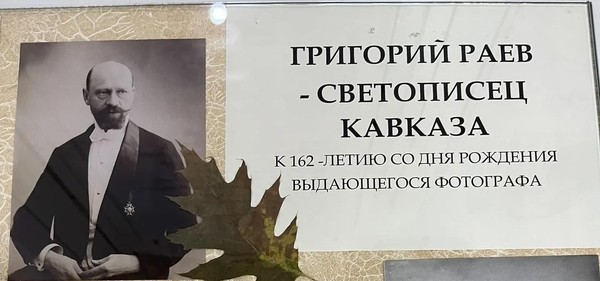 ГРИГОРИЙ РАЕВ
- СВЕТОПИСЕЦ
КАВКАЗА
К 162 -ЛЕТИЮ СО ДНЯ РОЖДЕНИЯ
ВЫДАЮЩЕГОСЯ ФОТОГРАФА